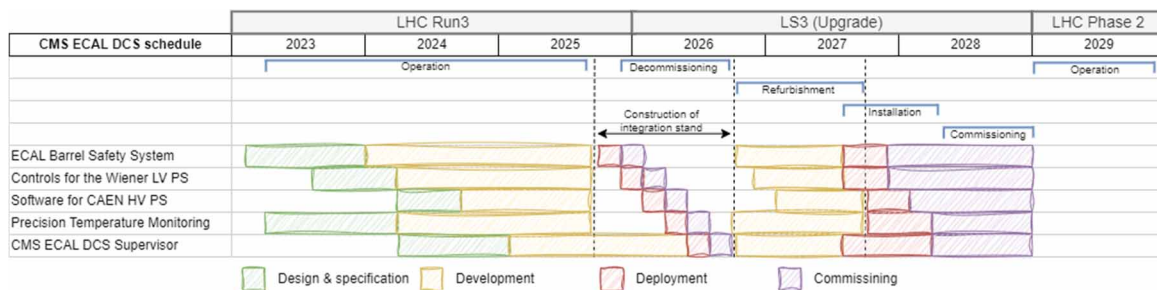 LHC Run3 LS3 (Upgrade) LHC Phase 2
CMS ECAL DCS schedule 2023 2024 2025 2026 2027 2028 2029
Operation Decommissioning Operation
Refurbishment
Construction of
integration stand
Installation
Commissioning
ECAL Barrel Safety System
Controls for the Wiener LV PS
Software for CAEN HV PS
Precision Temperature Monitoring
CMS ECAL DCS Supervisor
Design & specification Development Deployment Commissining